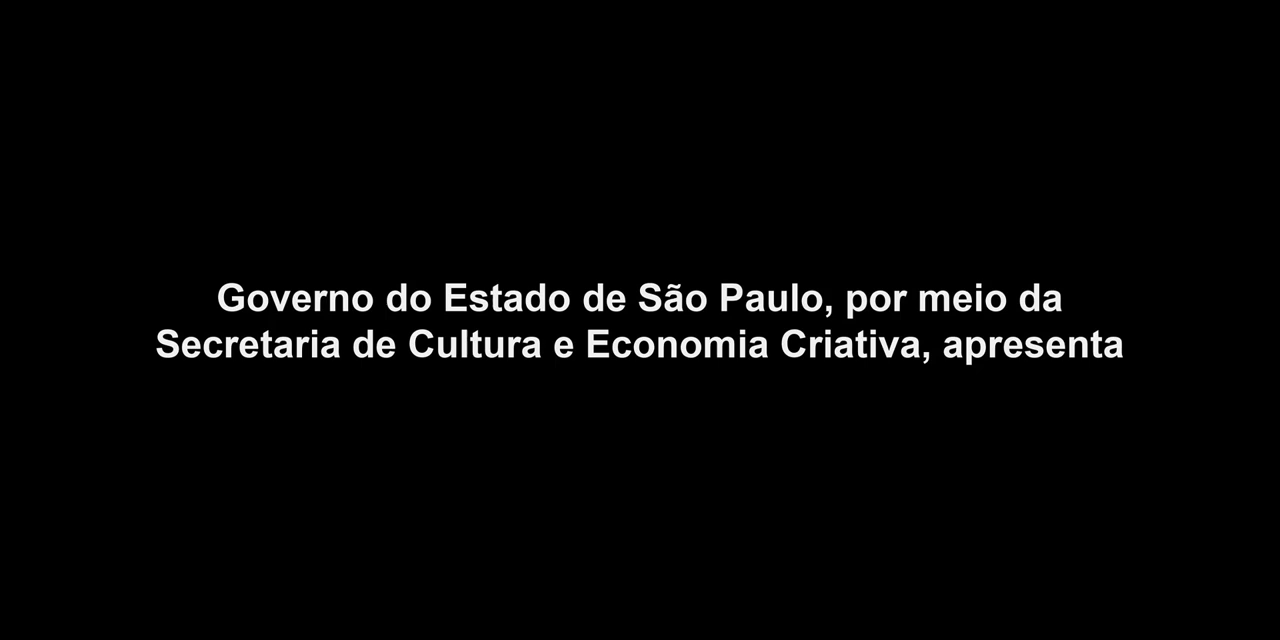 Governo do Estado de São Paulo, por meio da
Secretaria de Cultura e Economia Criativa, apresenta